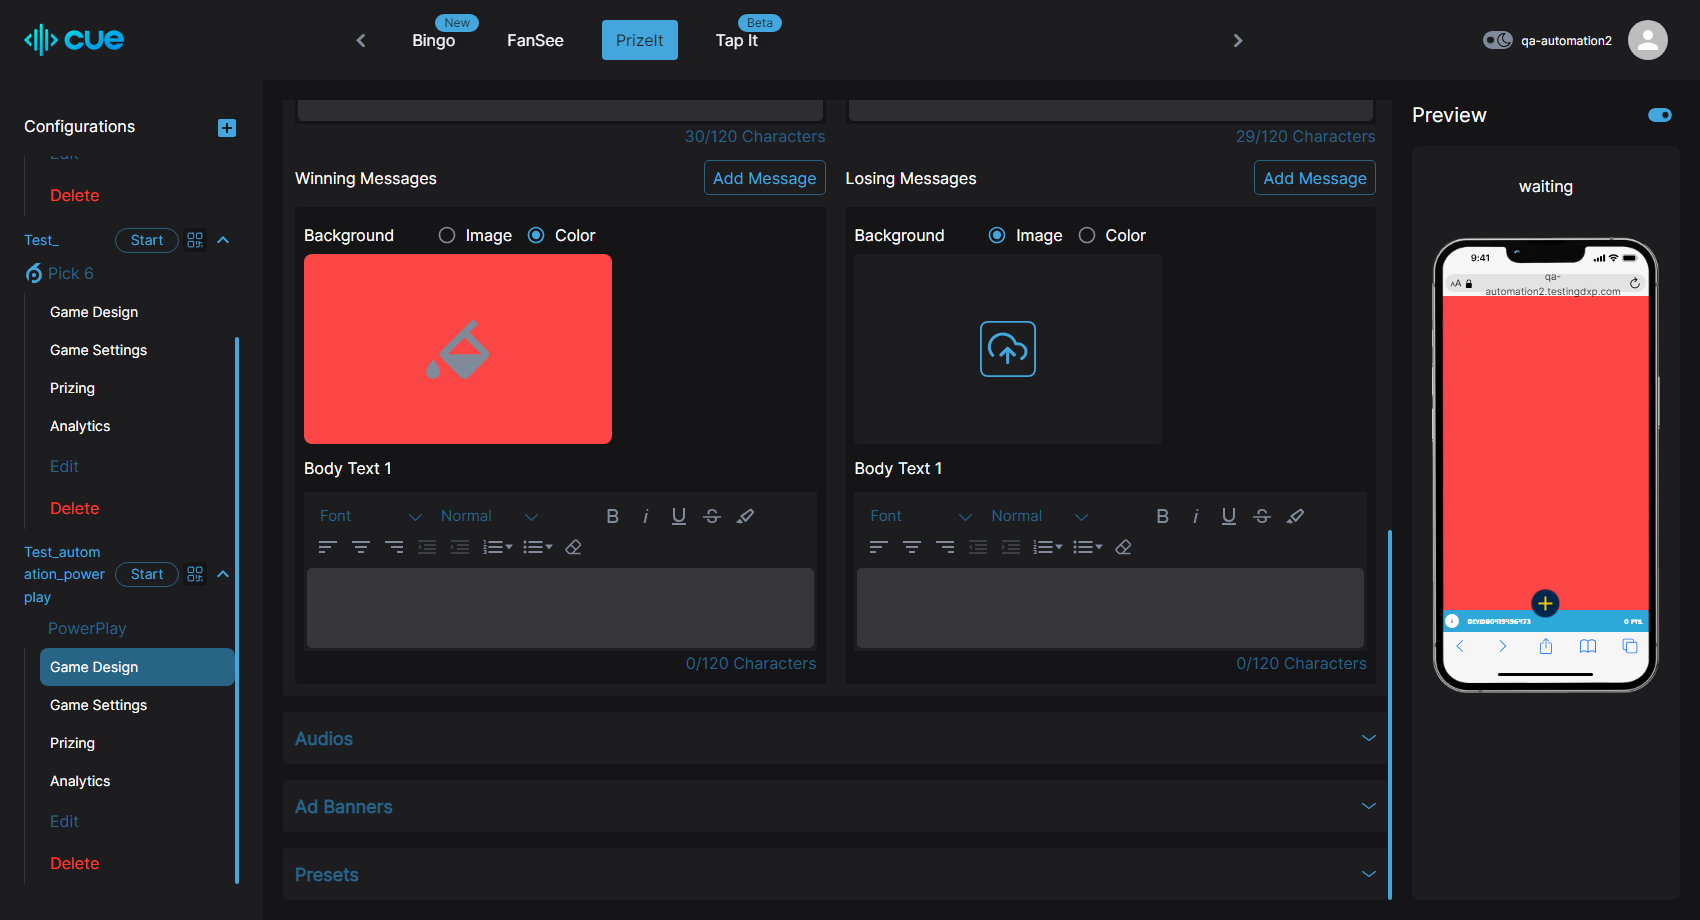 cue
New
Bingo
FanSee
PrizeIt
Beta
Tap It
qa-automation2
Configurations
Edit
Delete
Test_
Start
Pick 6
Game Design
Game Settings
Prizing
Analytics
Edit
Delete
Test_autom
ation_power
play
Start
PowerPlay
Game Design
Game Settings
Prizing
Analytics
Edit
Delete
30/120 Characters
29/120 Characters
Winning Messages
Add Message
Losing Messages
Add Message
Background
Image
Color
Background
Image
Color
Body Text 1
Body Text 1
Font
Normal
B
i
U
S
Font
Normal
B
i
U
S
0/120 Characters
0/120 Characters
Audios
Ad Banners
Presets
Preview
waiting
9:41
AA
qa-
automation2.testingdxp.com
0 PTS.